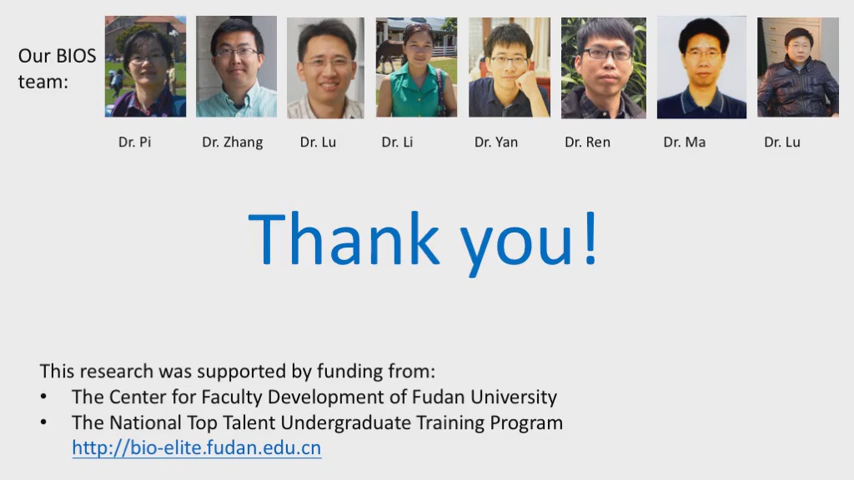 Our BIOS
team:
Dr. Pi
Dr. Zhang
Dr. Lu
Dr. Li
Dr. Yan
Dr. Ren
Dr. Ma
Dr. Lu
Thank you!
This research was supported by funding from:
• The Center for Faculty Development of Fudan University
• The National Top Talent Undergraduate Training Program
http://bio-elite.fudan.edu.cn